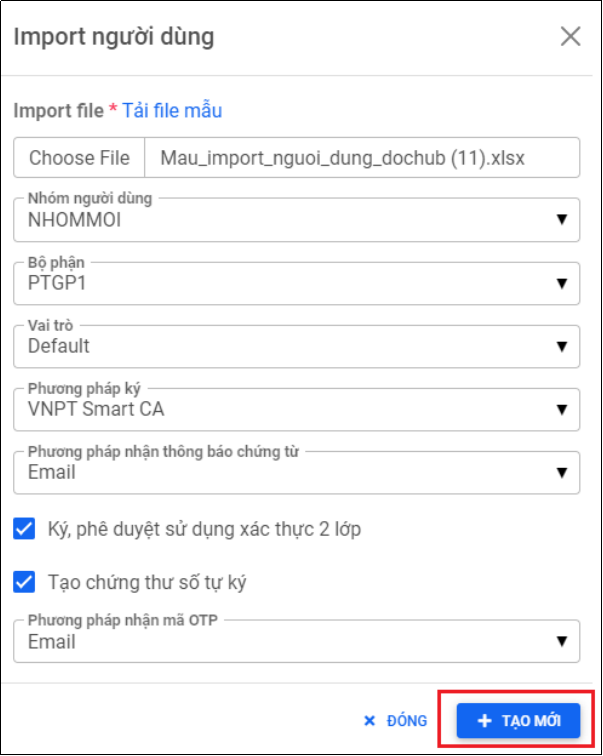 Import người dùng
Import file * Tải file mẫu
Choose File Mau_import_nguoi_dung_dochub (11).xlsx
Nhóm người dùng
NHOMMOI
Bộ phận
PTGP1
Vai trò
Default
Phương pháp ký
VNPT Smart CA
Phương pháp nhận thông báo chứng từ
Email
Ký, phê duyệt sử dụng xác thực 2 lớp
Tạo chứng thư số tự ký
Phương pháp nhận mã OTP
Email
ĐÓNG TẠO MỚI